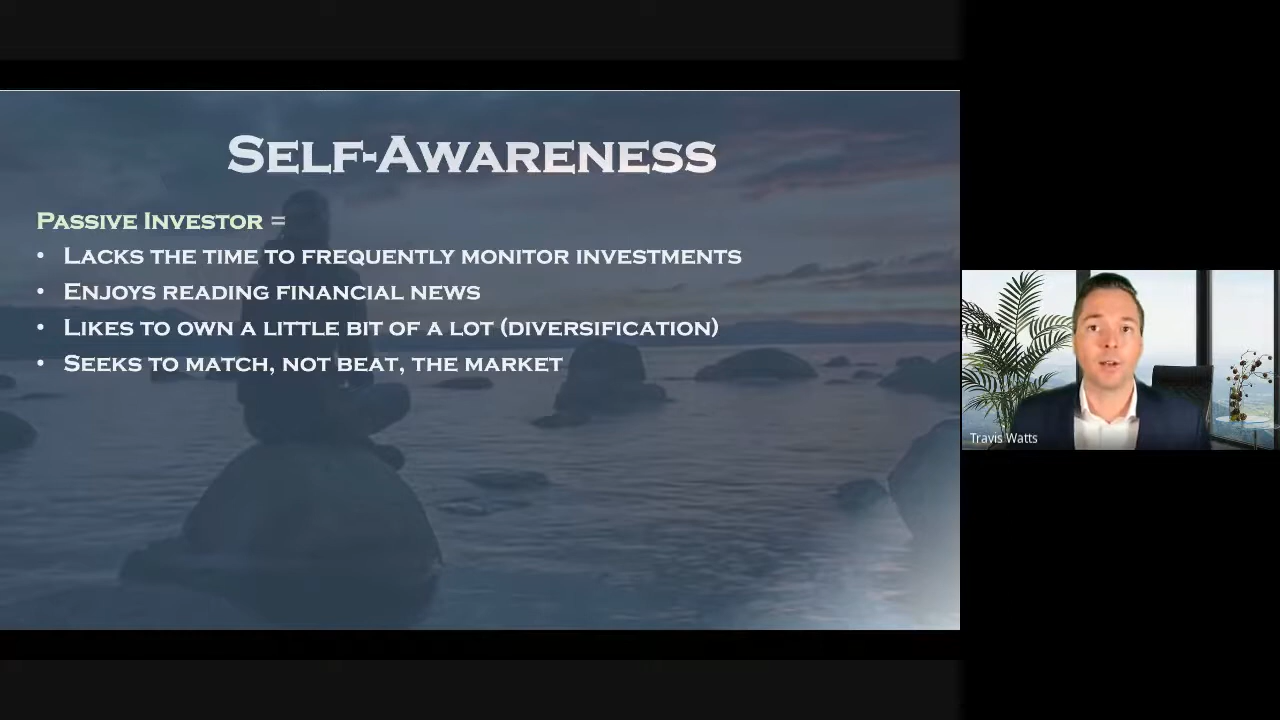 Self-Awareness
Passive Investor =
• Lacks the time to frequently monitor investments
• Enjoys reading financial news
• Likes to own a little bit of a lot (diversification)
• Seeks to match, not beat, the market
Travis Watts